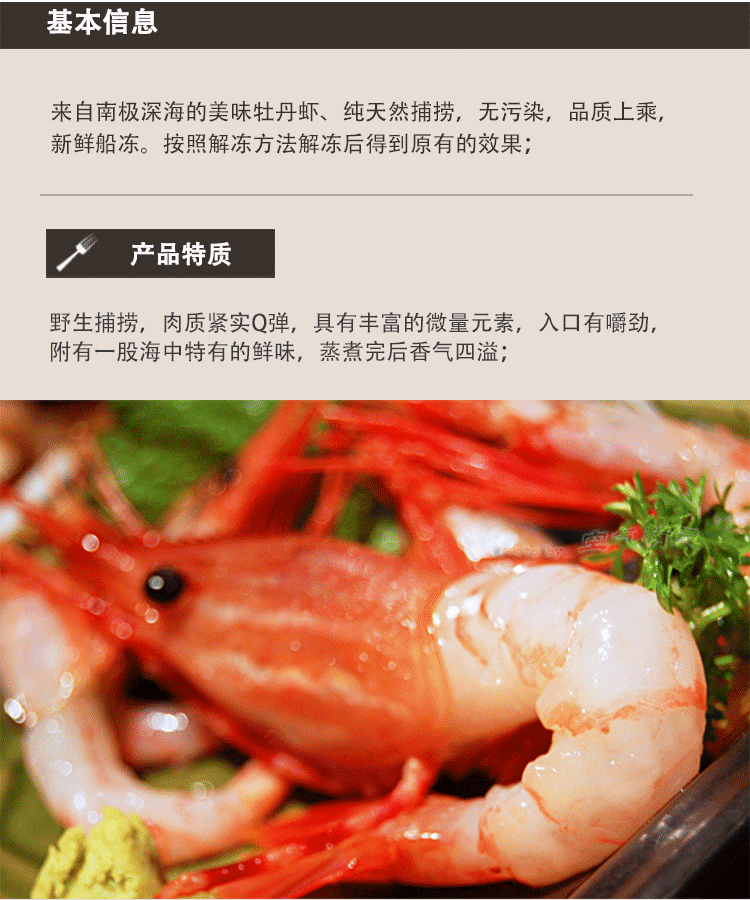 基本信息
来自南极深海的美味牡丹虾、纯天然捕捞，无污染，品质上乘，
新鲜船冻。按照解冻方法解冻后得到原有的效果；
产品特质
野生捕捞，肉质紧实Q弹，具有丰富的微量元素，入口有嚼劲，
附有一股海中特有的鲜味，蒸煮完后香气四溢；